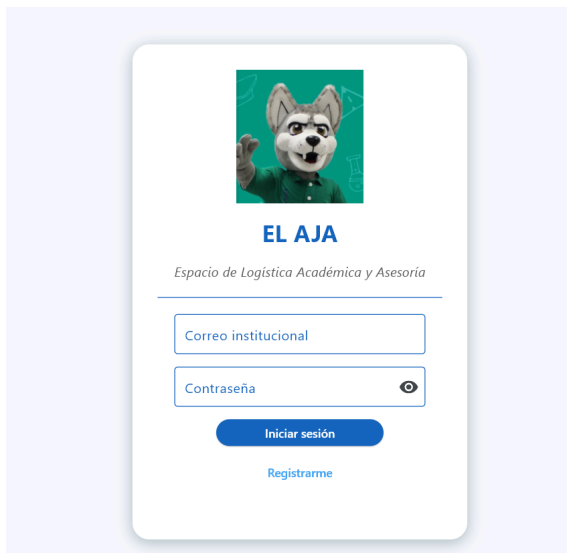 EL AJA
Espacio de Logística Académica y Asesoría
Correo institucional
Contraseña
Iniciar sesión
Registrarme